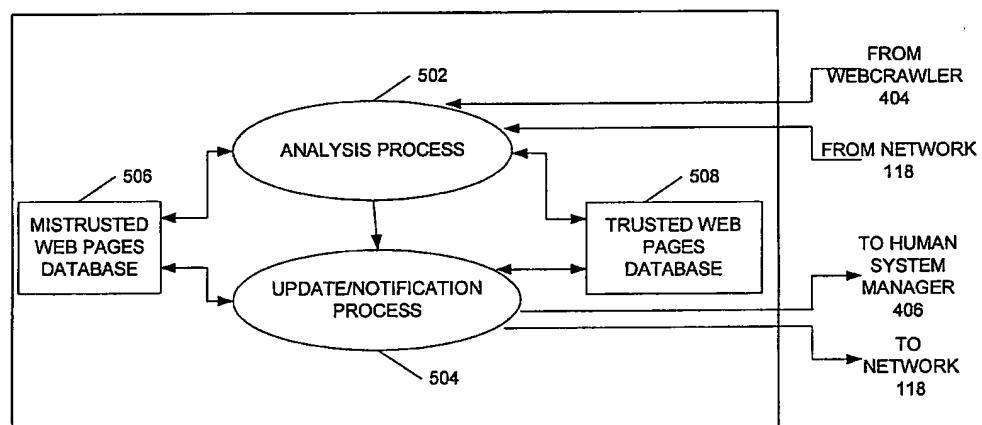 502
ANALYSIS PROCESS
506
MISTRUSTED
WEB PAGES
DATABASE
508
TRUSTED WEB
PAGES
DATABASE
UPDATE/NOTIFICATION
PROCESS
504
FROM
WEBCRAWLER
404
FROM NETWORK
118
TO HUMAN
SYSTEM
MANAGER
406
TO
NETWORK
118